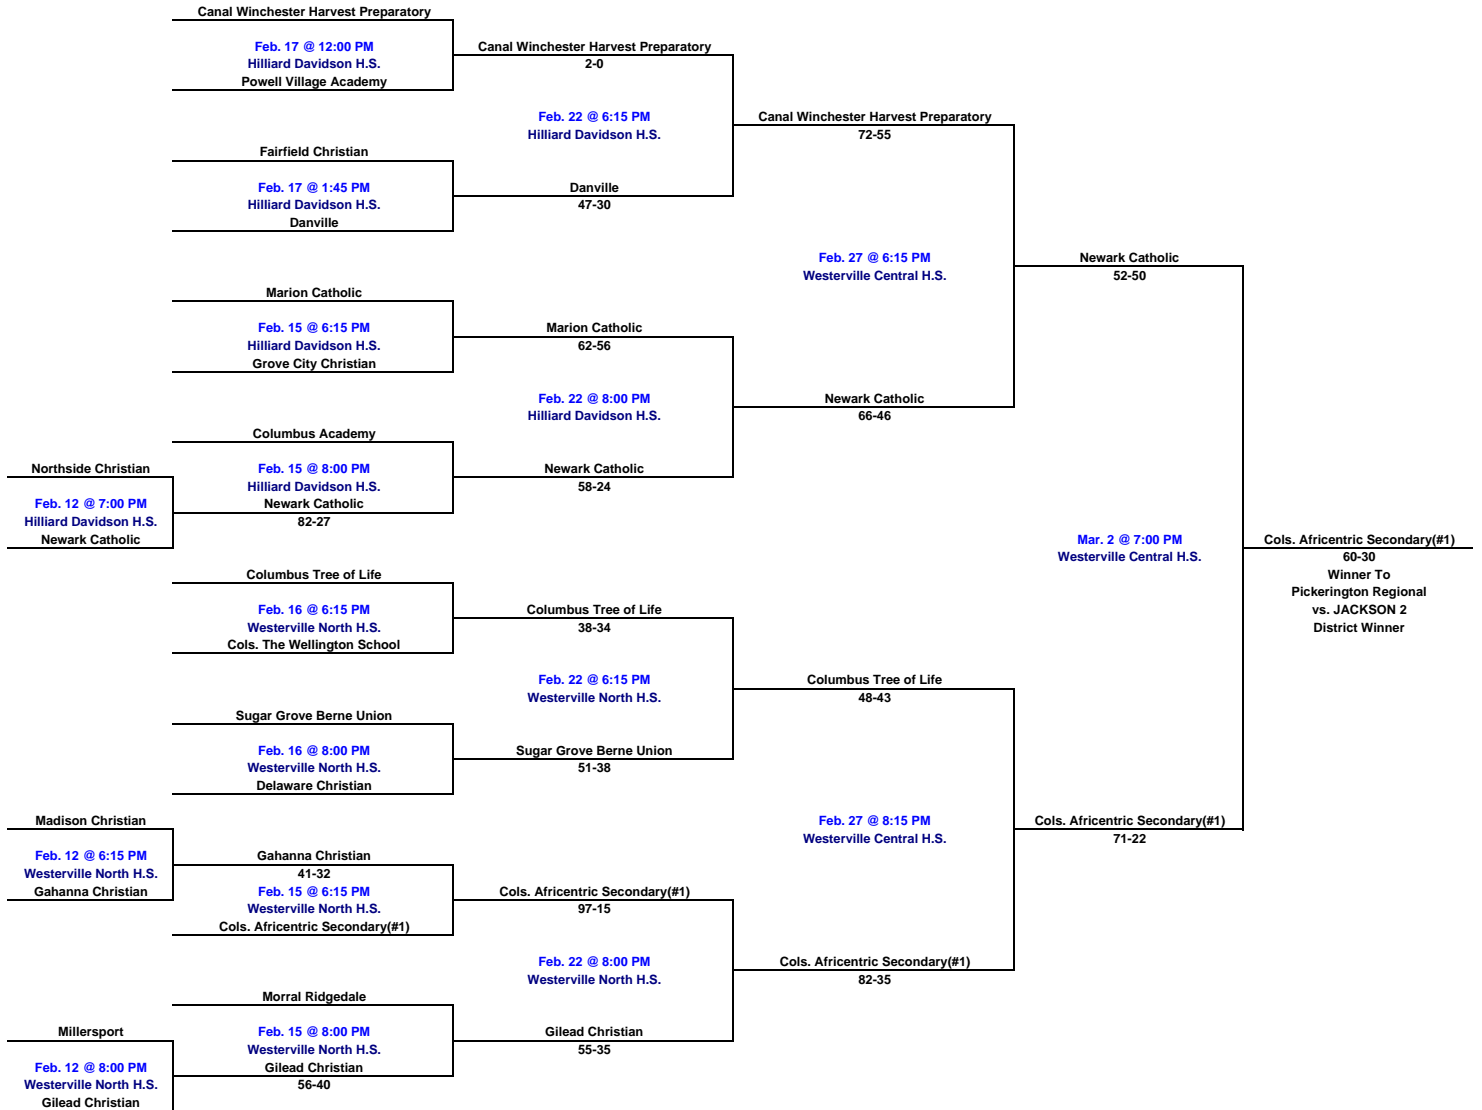 Canal Winchester Harvest Preparatory
Feb. 17 @ 12:00 PM
Hilliard Davidson H.S.
Powell Village Academy
Canal Winchester Harvest Preparatory
2-0
Feb. 22 @ 6:15 PM
Hilliard Davidson H.S.
Canal Winchester Harvest Preparatory
72-55
Fairfield Christian
Feb. 17 @ 1:45 PM
Hilliard Davidson H.S.
Danville
Danville
47-30
Feb. 27 @ 6:15 PM
Westerville Central H.S.
Newark Catholic
52-50
Marion Catholic
Feb. 15 @ 6:15 PM
Hilliard Davidson H.S.
Grove City Christian
Marion Catholic
62-56
Feb. 22 @ 8:00 PM
Hilliard Davidson H.S.
Newark Catholic
66-46
Columbus Academy
Northside Christian
Feb. 12 @ 7:00 PM
Hilliard Davidson H.S.
Newark Catholic
Feb. 15 @ 8:00 PM
Hilliard Davidson H.S.
Newark Catholic
82-27
Newark Catholic
58-24
Mar. 2 @ 7:00 PM
Westerville Central H.S.
Cols. Africentric Secondary(#1)
60-30
Winner To
Pickerington Regional
vs. JACKSON 2
District Winner
Columbus Tree of Life
Feb. 16 @ 6:15 PM
Westerville North H.S.
Cols. The Wellington School
Columbus Tree of Life
38-34
Feb. 22 @ 6:15 PM
Westerville North H.S.
Columbus Tree of Life
48-43
Sugar Grove Berne Union
Feb. 16 @ 8:00 PM
Westerville North H.S.
Delaware Christian
Sugar Grove Berne Union
51-38
Feb. 27 @ 8:15 PM
Westerville Central H.S.
Cols. Africentric Secondary(#1)
71-22
Madison Christian
Feb. 12 @ 6:15 PM
Westerville North H.S.
Gahanna Christian
Gahanna Christian
41-32
Feb. 15 @ 6:15 PM
Westerville North H.S.
Cols. Africentric Secondary(#1)
Cols. Africentric Secondary(#1)
97-15
Feb. 22 @ 8:00 PM
Westerville North H.S.
Cols. Africentric Secondary(#1)
82-35
Morral Ridgedale
Millersport
Feb. 12 @ 8:00 PM
Westerville North H.S.
Gilead Christian
Feb. 15 @ 8:00 PM
Westerville North H.S.
Gilead Christian
56-40
Gilead Christian
55-35